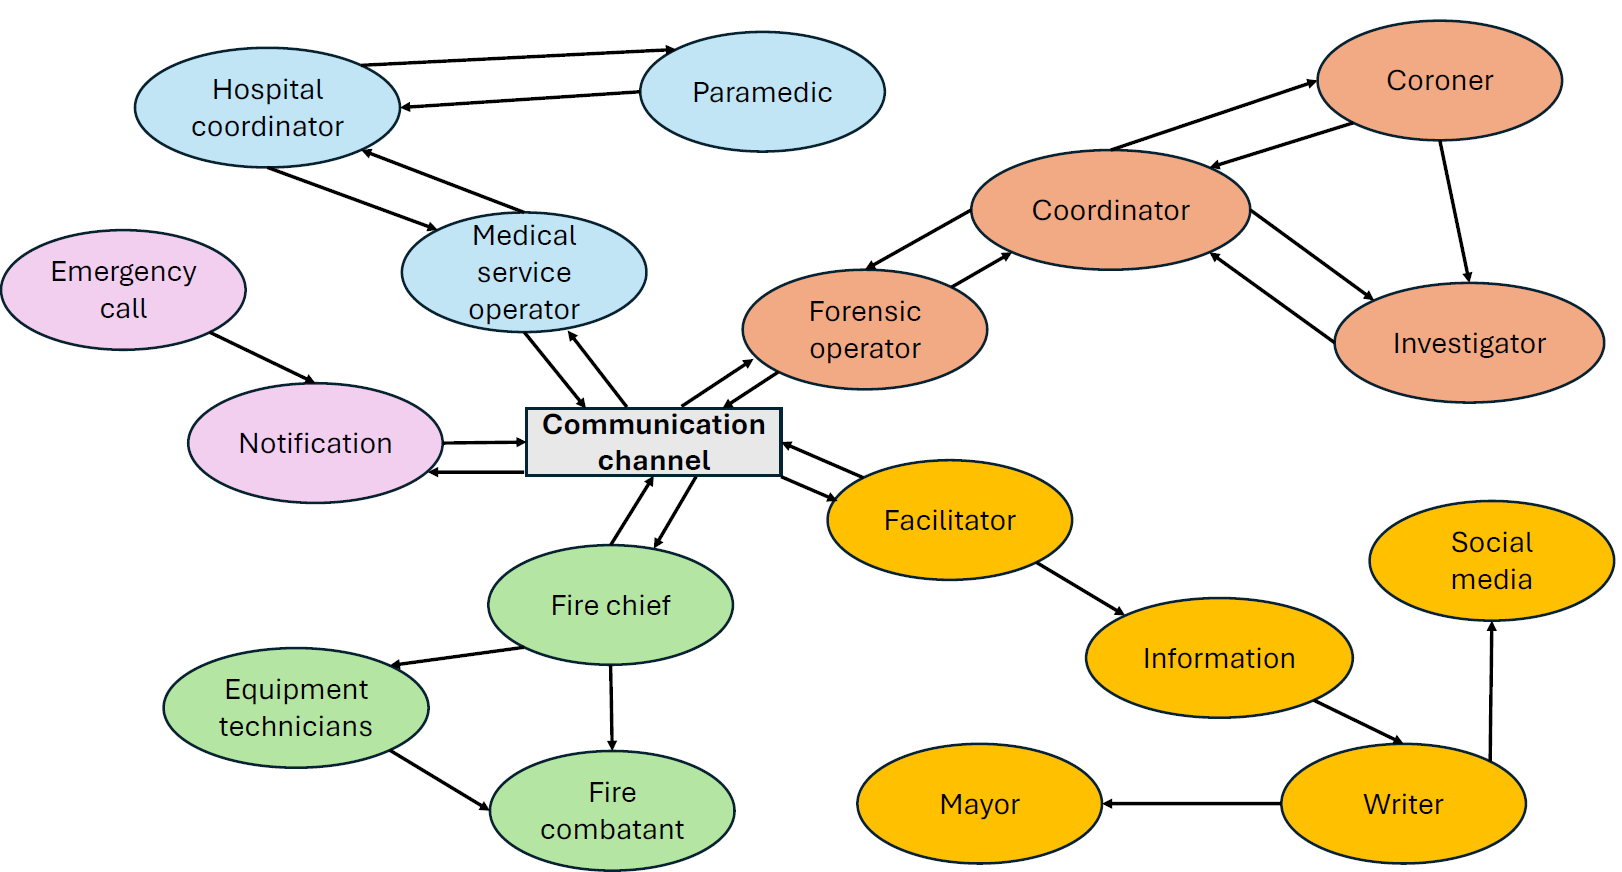 Hospital
coordinator
Paramedic
Coroner
Coordinator
Medical
service
operator
Emergency
call
Forensic
operator
Investigator
Notification
Communication
channel
Facilitator
Social
media
Fire chief
Information
Equipment
technicians
Fire
combatant
Mayor
Writer